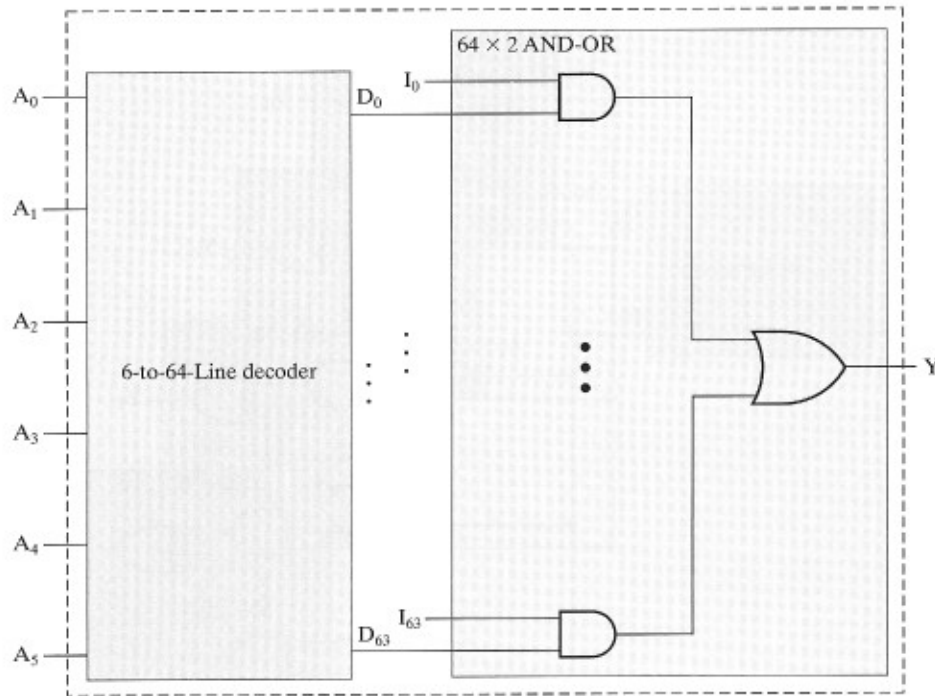 64 × 2 AND-OR
A0
I0
D0
A1
A2
6-to-64-Line decoder
Y
A3
A4
I63
D63
A5